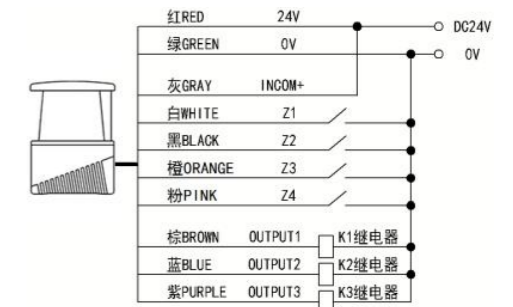 红RED 24V DC24V
绿GREEN 0V 0V
灰GRAY INCOM+
白WHITE Z1
黑BLACK Z2
橙ORANGE Z3
粉PINK Z4
棕BROWN OUTPUT1 K1继电器
蓝BLUE OUTPUT2 K2继电器
紫PURPLE OUTPUT3 K3继电器